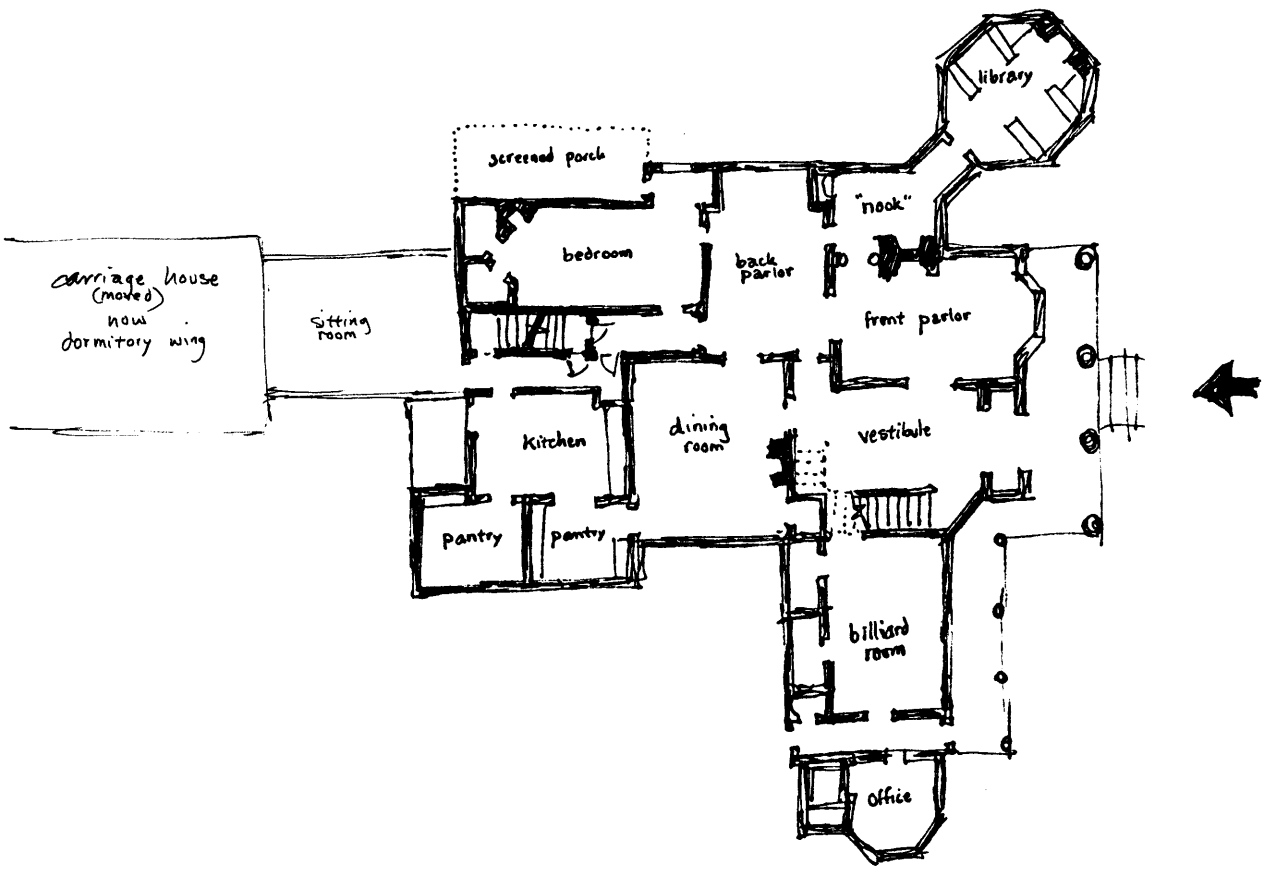 library
screened porch
"nook"
bedroom
back
parlor
carriage house
(moved)
now
dormitory wing
sitting
room
front parlor
dining
room
vestibule
kitchen
pantry
pantry
billiard
room
office